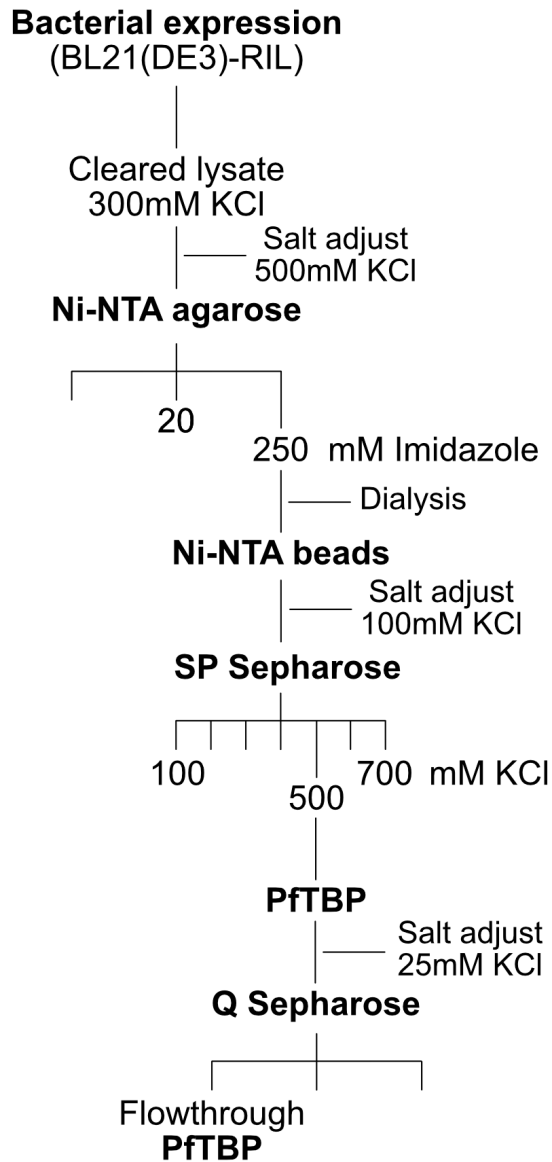 Bacterial expression
(BL21(DE3)-RIL)
Cleared lysate
300mM KCl
Salt adjust
500mM KCl
Ni-NTA agarose
20
250 mM Imidazole
Dialysis
Ni-NTA beads
Salt adjust
100mM KCl
SP Sepharose
100 700 mM KCl
500
PfTBP
Salt adjust
25mM KCl
Q Sepharose
Flowthrough
PfTBP